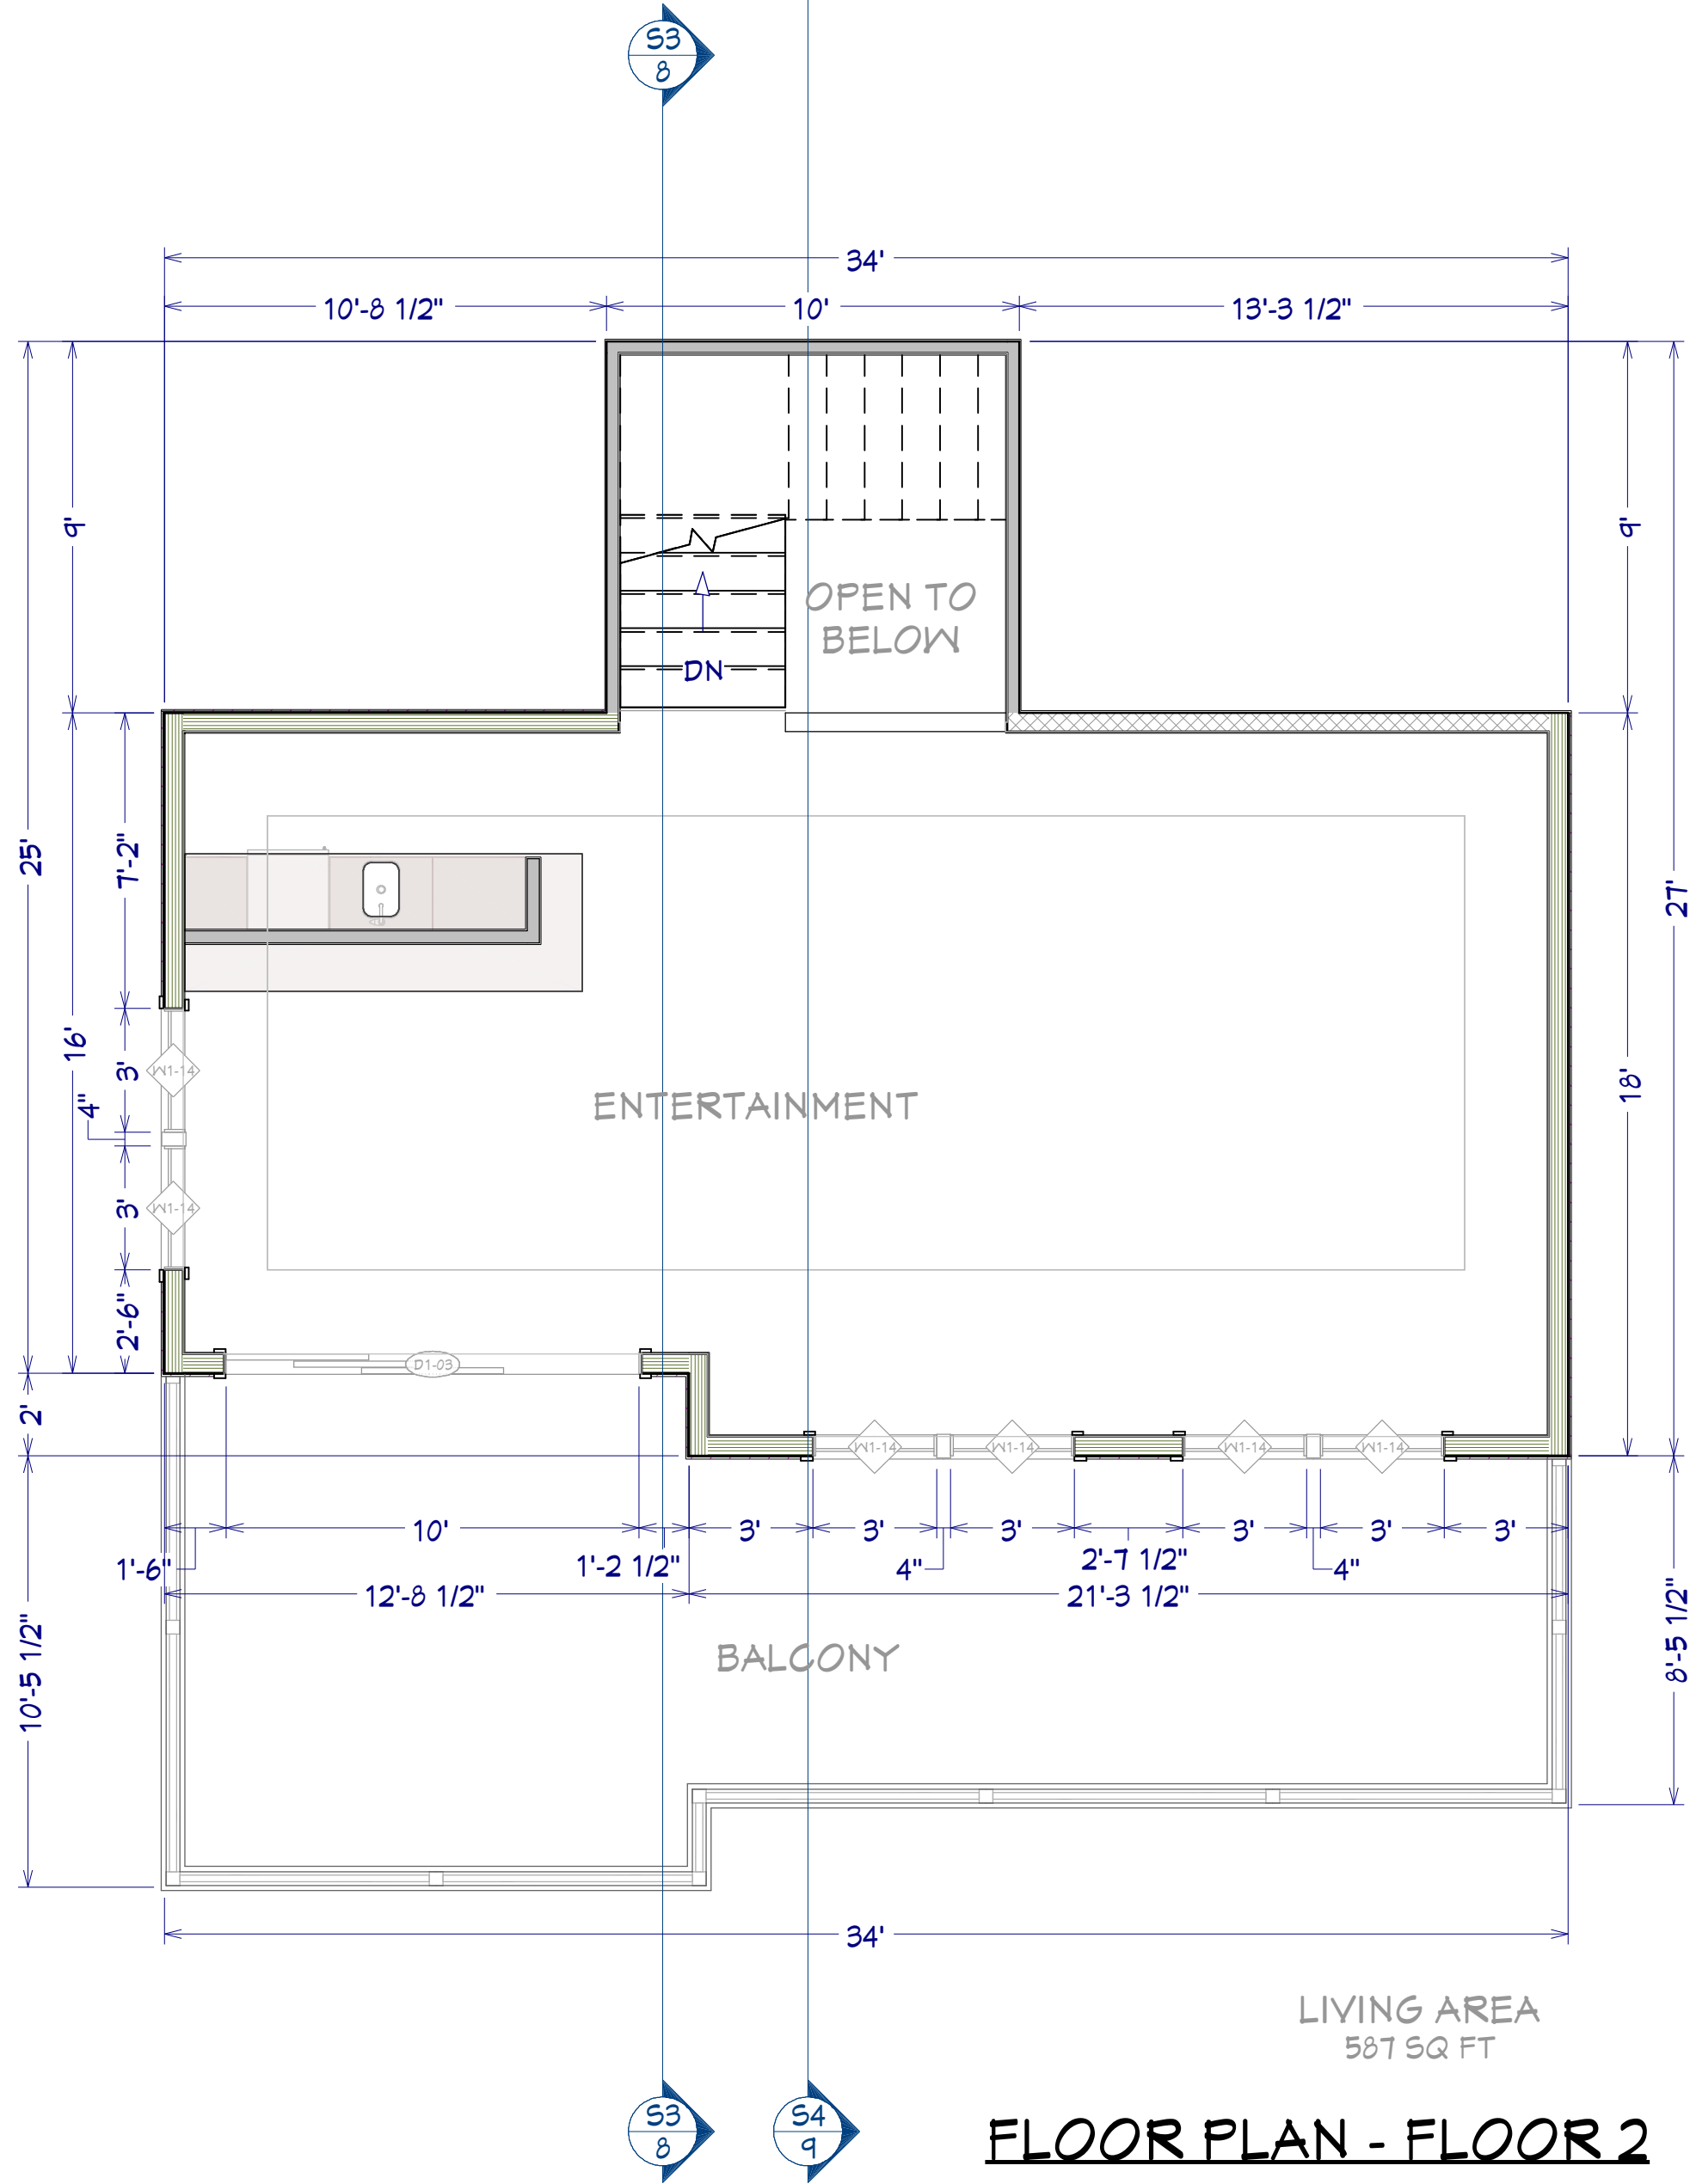 S3
8
34'
10'-8 1/2"
10'
13'-3 1/2"
9'
9'
OPEN TO
BELOW
DN
25'
7'-2"
27'
16'
3'
4"
W1-14
ENTERTAINMENT
18'
3'
W1-14
2'-6"
D1-03
2'
W1-14
W1-14
W1-14
W1-14
10'
3'
3'
3'
3'
3'
3'
1'-6"
1'-2 1/2"
4"
2'-7 1/2"
4"
12'-8 1/2"
21'-3 1/2"
10'-5 1/2"
BALCONY
8'-5 1/2"
34'
LIVING AREA
587 SQ FT
S3
8
S4
9
FLOOR PLAN - FLOOR 2